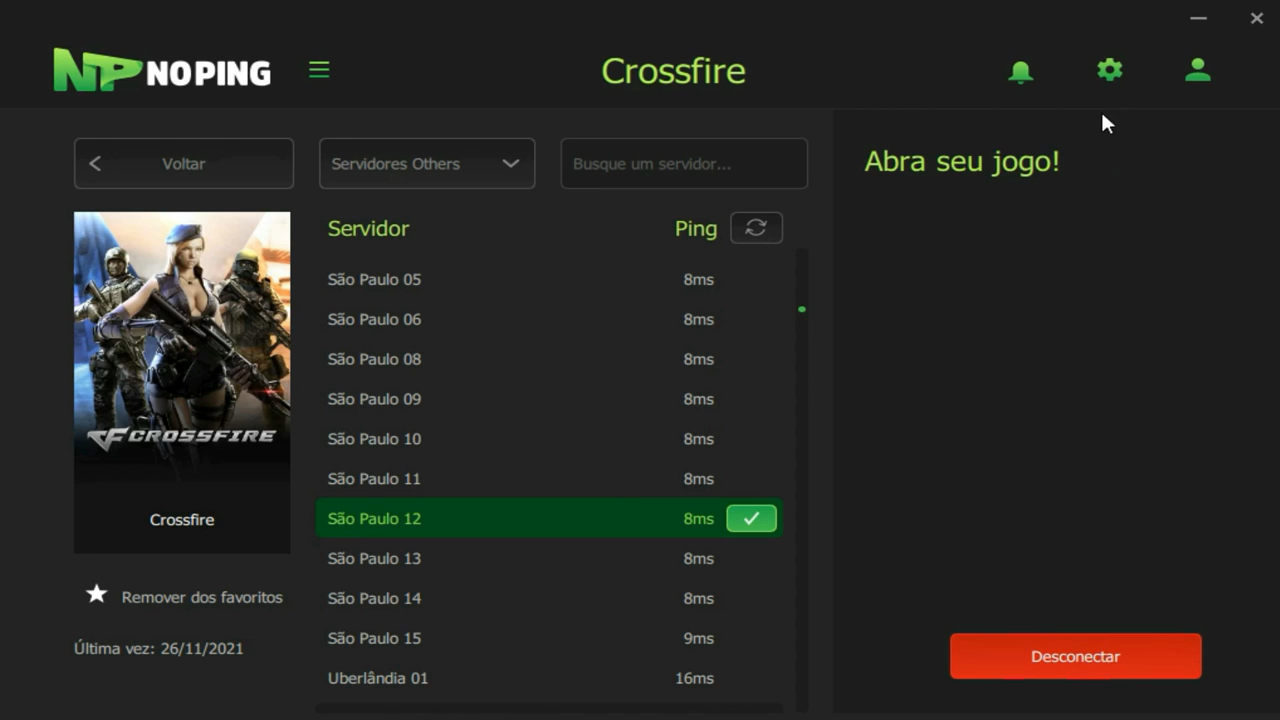 NP NOPING
Crossfire
Voltar
Servidores Others
Busque um servidor...
Abra seu jogo!
CF CROSSFIRE
Crossfire
Remover dos favoritos
Última vez: 26/11/2021
Servidor Ping
São Paulo 05 8ms
São Paulo 06 8ms
São Paulo 08 8ms
São Paulo 09 8ms
São Paulo 10 8ms
São Paulo 11 8ms
São Paulo 12 8ms
São Paulo 13 8ms
São Paulo 14 8ms
São Paulo 15 9ms
Uberlândia 01 16ms
Desconectar